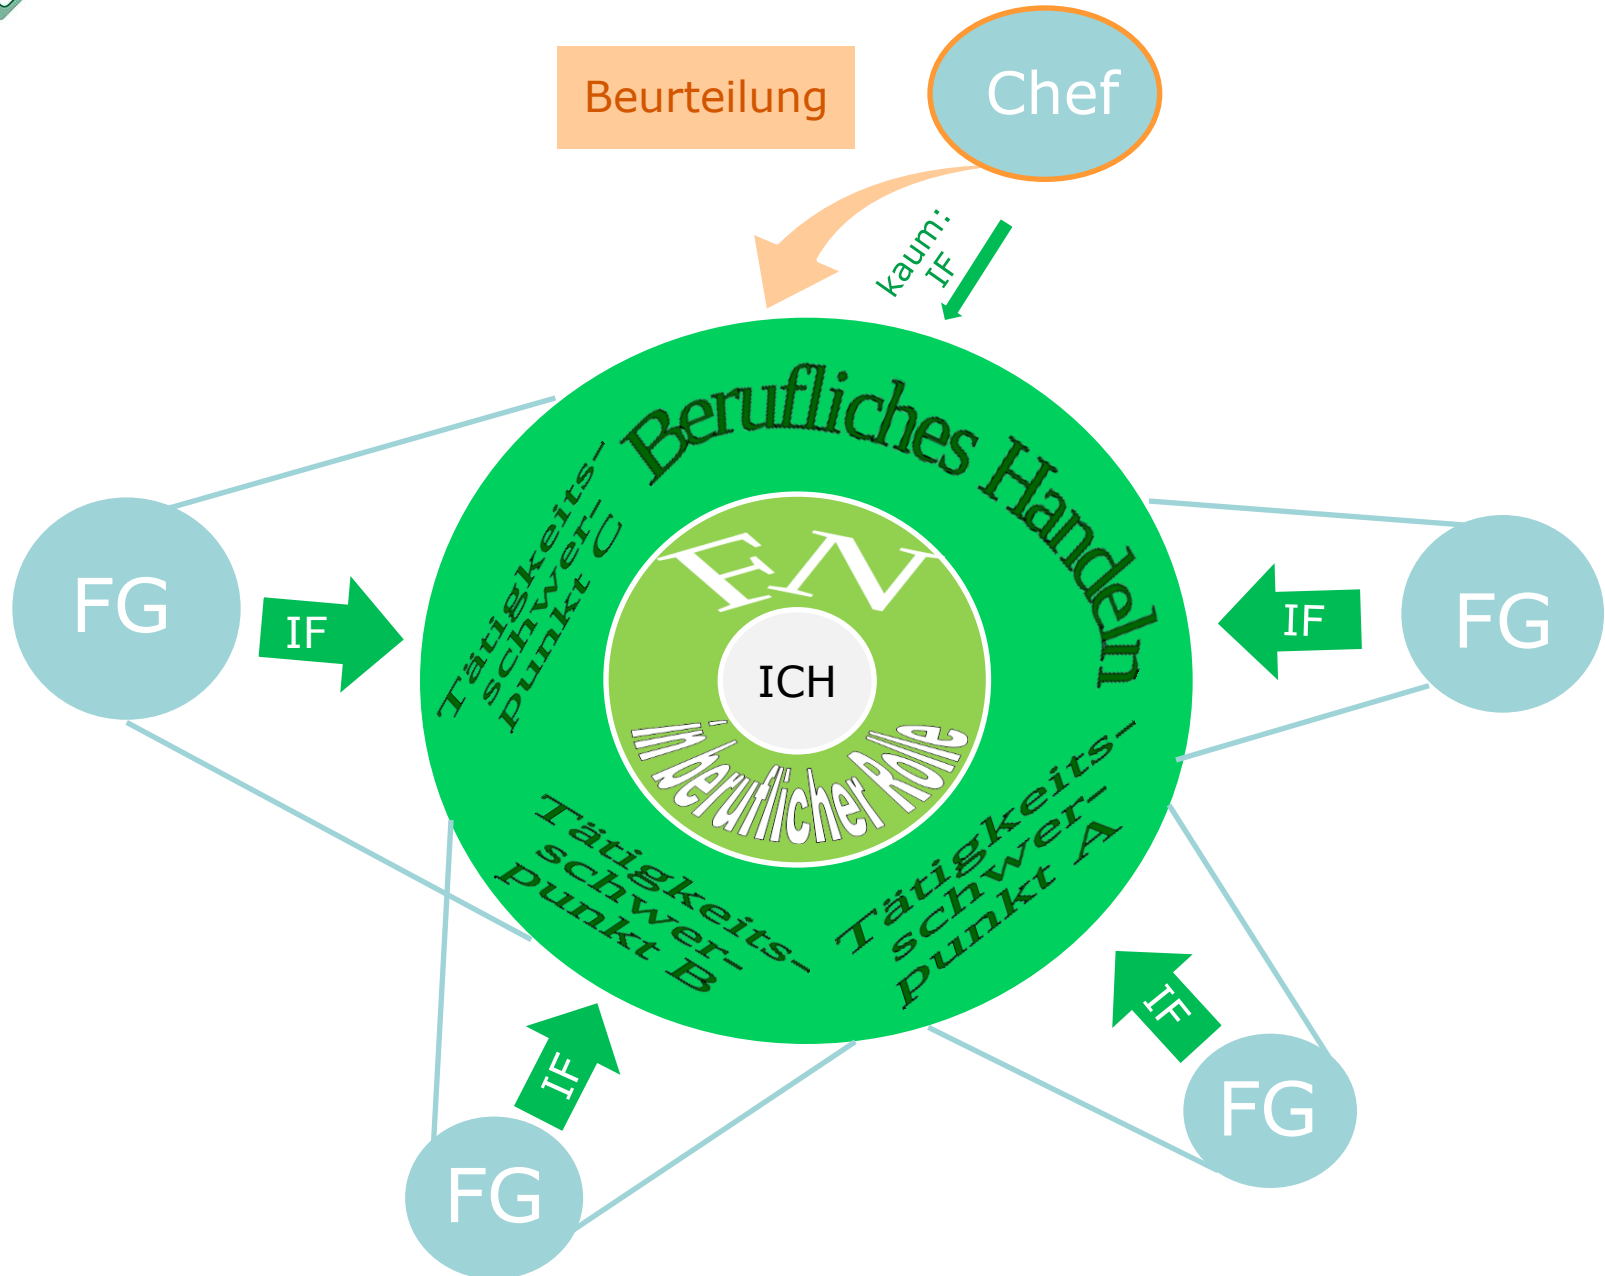 Beurteilung
Chef
kaum:
IF
Berufliches Handeln
Tätigkeits-
schwer-
punkt C
FN
ICH
in beruflicher Rolle
FG
IF
IF
FG
Tätigkeits-
schwer-
punkt B
Tätigkeits-
schwer-
punkt A
IF
FG
IF
FG